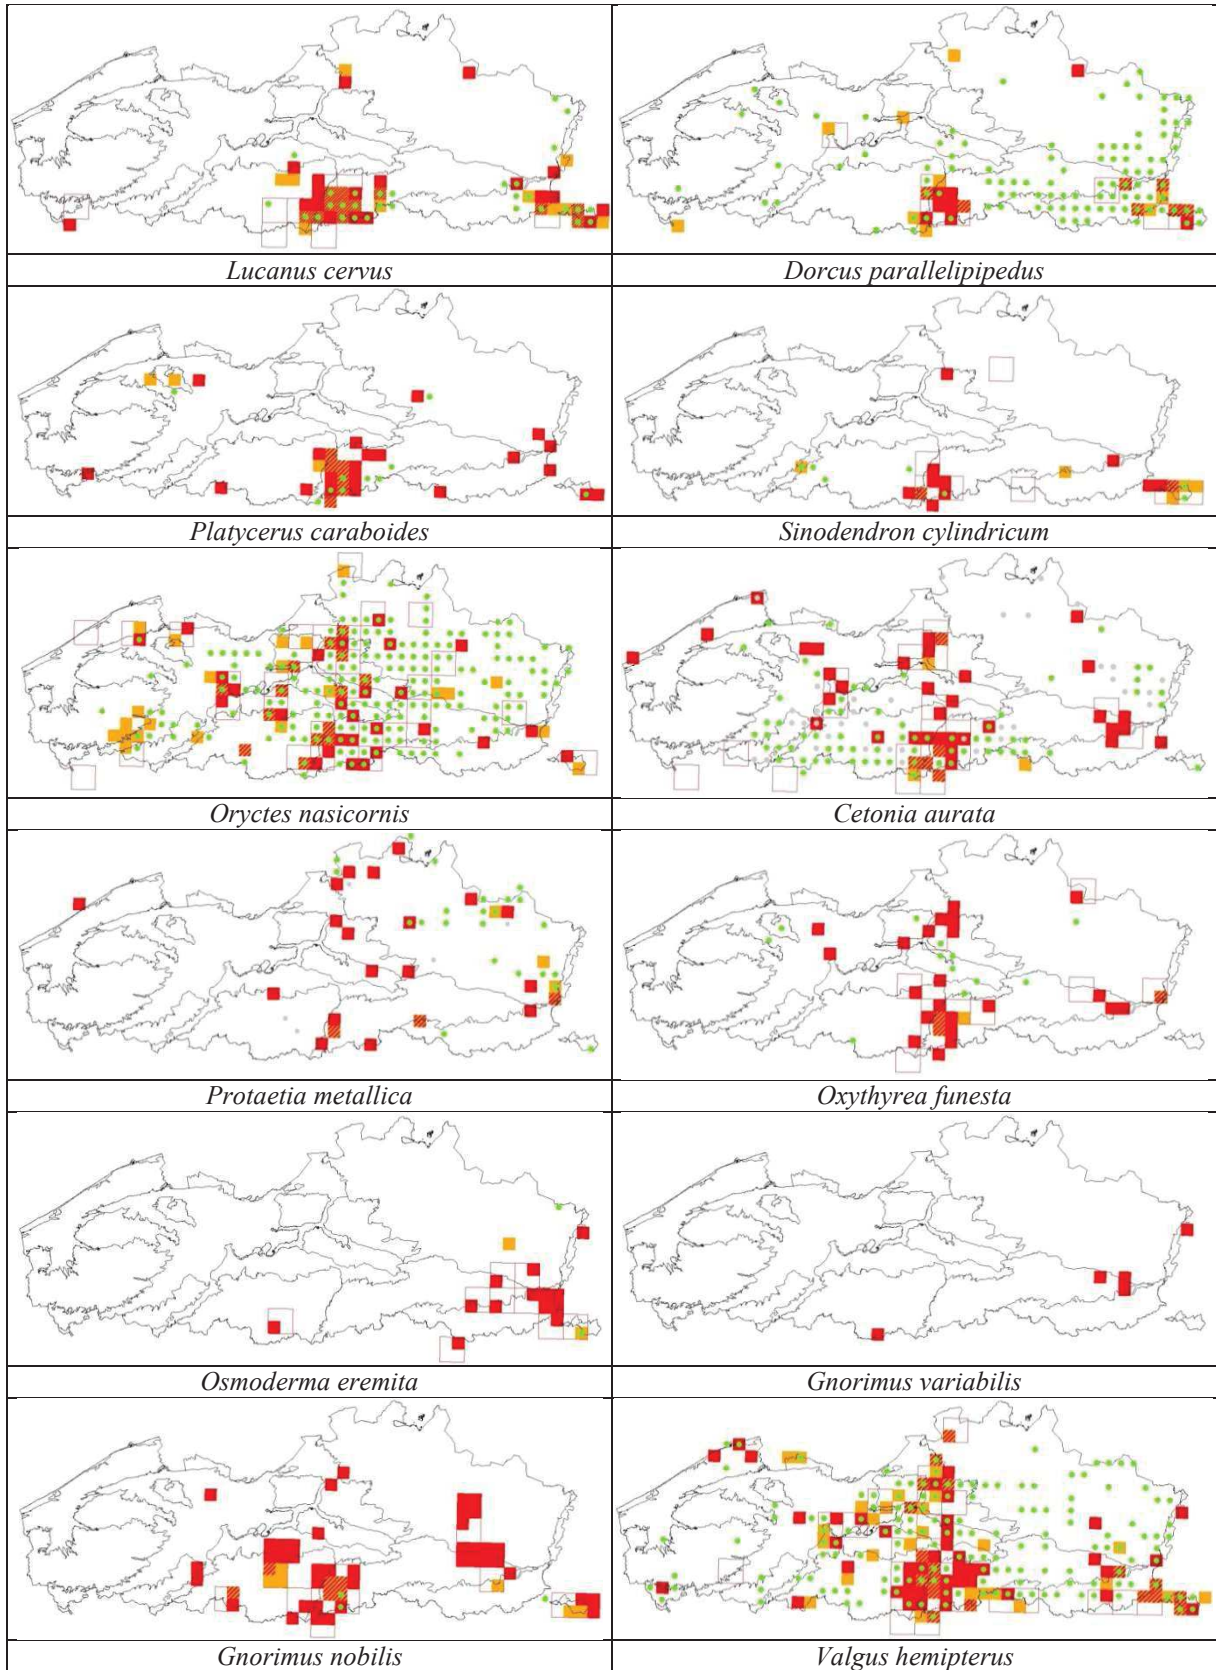 Lucanus cervus
Dorcus parallelipipedus
Platycerus caraboides
Sinodendron cylindricum
Oryctes nasicornis
Cetonia aurata
Protaetia metallica
Oxythyrea funesta
Osmoderma eremita
Gnorimus variabilis
Gnorimus nobilis
Valgus hemipterus